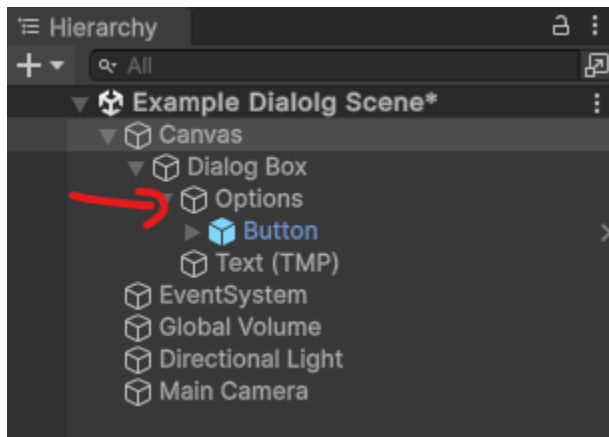 Hierarchy
All
Example Dialolg Scene*
Canvas
Dialog Box
Options
Button
Text (TMP)
EventSystem
Global Volume
Directional Light
Main Camera